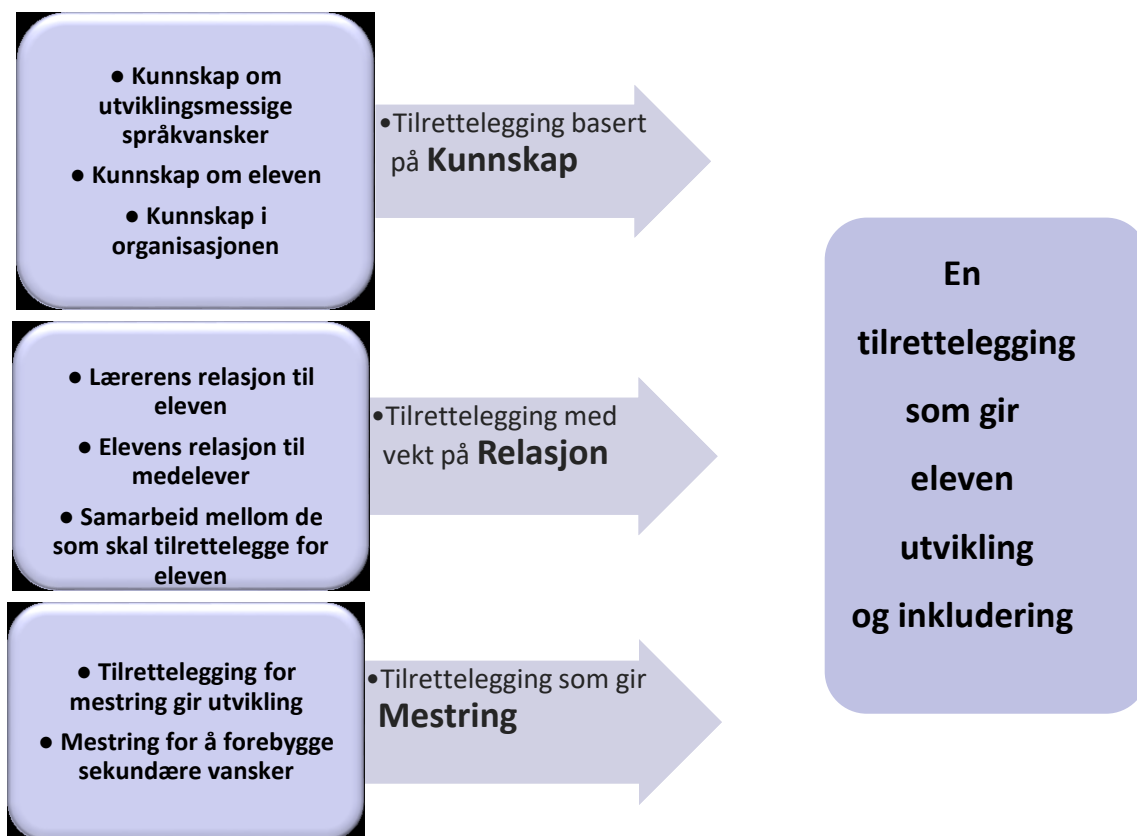 ● Kunnskap om
utviklingsmessige
språkvansker
● Kunnskap om eleven
● Kunnskap i
organisasjonen
•Tilrettelegging basert
på Kunnskap
● Lærerens relasjon til
eleven
● Elevens relasjon til
medelever
● Samarbeid mellom de
som skal tilrettelegge for
eleven
•Tilrettelegging med
vekt på Relasjon
● Tilrettelegging for
mestring gir utvikling
● Mestring for å forebygge
sekundære vansker
•Tilrettelegging som gir
Mestring
En
tilrettelegging
som gir
eleven
utvikling
og inkludering